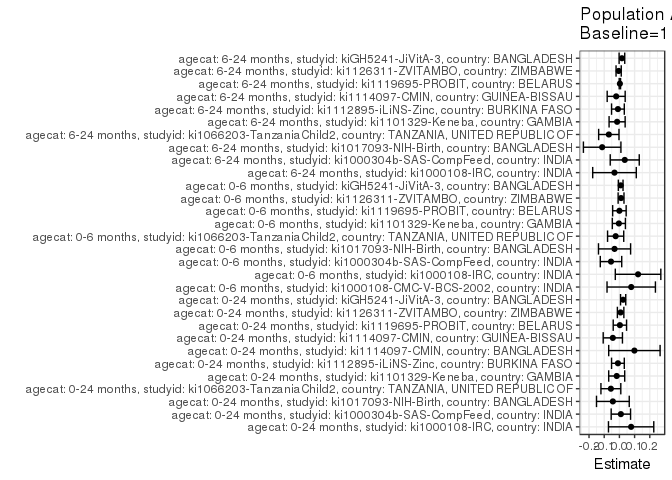 Population
Baseline=1
agecat: 6-24 months, studyid: kiGH5241-JiVitA-3, country: BANGLADESH
agecat: 6-24 months, studyid: ki1126311-ZVITAMBO, country: ZIMBABWE
agecat: 6-24 months, studyid: ki1119695-PROBIT, country: BELARUS
agecat: 6-24 months, studyid: ki1114097-CMIN, country: GUINEA-BISSAU
agecat: 6-24 months, studyid: ki1112895-iLiNS-Zinc, country: BURKINA FASO
agecat: 6-24 months, studyid: ki1101329-Keneba, country: GAMBIA
agecat: 6-24 months, studyid: ki1066203-TanzaniaChild2, country: TANZANIA, UNITED REPUBLIC OF
agecat: 6-24 months, studyid: ki1017093-NIH-Birth, country: BANGLADESH
agecat: 6-24 months, studyid: ki1000304b-SAS-CompFeed, country: INDIA
agecat: 6-24 months, studyid: ki1000108-IRC, country: INDIA
agecat: 0-6 months, studyid: kiGH5241-JiVitA-3, country: BANGLADESH
agecat: 0-6 months, studyid: ki1126311-ZVITAMBO, country: ZIMBABWE
agecat: 0-6 months, studyid: ki1119695-PROBIT, country: BELARUS
agecat: 0-6 months, studyid: ki1101329-Keneba, country: GAMBIA
agecat: 0-6 months, studyid: ki1066203-TanzaniaChild2, country: TANZANIA, UNITED REPUBLIC OF
agecat: 0-6 months, studyid: ki1017093-NIH-Birth, country: BANGLADESH
agecat: 0-6 months, studyid: ki1000304b-SAS-CompFeed, country: INDIA
agecat: 0-6 months, studyid: ki1000108-IRC, country: INDIA
agecat: 0-6 months, studyid: ki1000108-CMC-V-BCS-2002, country: INDIA
agecat: 0-24 months, studyid: kiGH5241-JiVitA-3, country: BANGLADESH
agecat: 0-24 months, studyid: ki1126311-ZVITAMBO, country: ZIMBABWE
agecat: 0-24 months, studyid: ki1119695-PROBIT, country: BELARUS
agecat: 0-24 months, studyid: ki1114097-CMIN, country: GUINEA-BISSAU
agecat: 0-24 months, studyid: ki1114097-CMIN, country: BANGLADESH
agecat: 0-24 months, studyid: ki1112895-iLiNS-Zinc, country: BURKINA FASO
agecat: 0-24 months, studyid: ki1101329-Keneba, country: GAMBIA
agecat: 0-24 months, studyid: ki1066203-TanzaniaChild2, country: TANZANIA, UNITED REPUBLIC OF
agecat: 0-24 months, studyid: ki1017093-NIH-Birth, country: BANGLADESH
agecat: 0-24 months, studyid: ki1000304b-SAS-CompFeed, country: INDIA
agecat: 0-24 months, studyid: ki1000108-IRC, country: INDIA
-0.2-0.10.00.10.2
Estimate